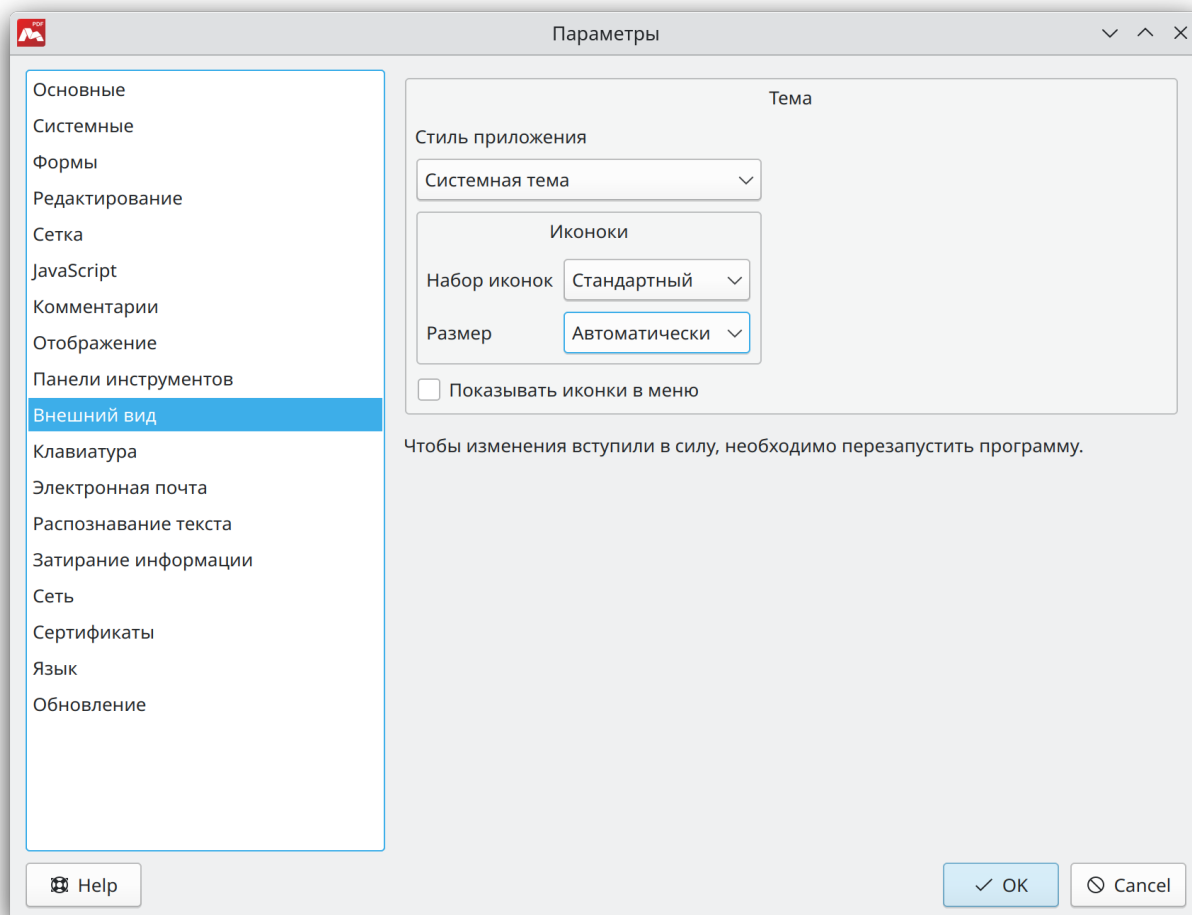 PDF
Параметры
Основные
Системные
Формы
Редактирование
Сетка
JavaScript
Комментарии
Отображение
Панели инструментов
Внешний вид
Клавиатура
Электронная почта
Распознавание текста
Затирание информации
Сеть
Сертификаты
Язык
Обновление
Тема
Стиль приложения
Системная тема
Иконоки
Набор иконок Стандартный
Размер Автоматически
Показывать иконки в меню
Чтобы изменения вступили в силу, необходимо перезапустить программу.
Help
OK
Cancel